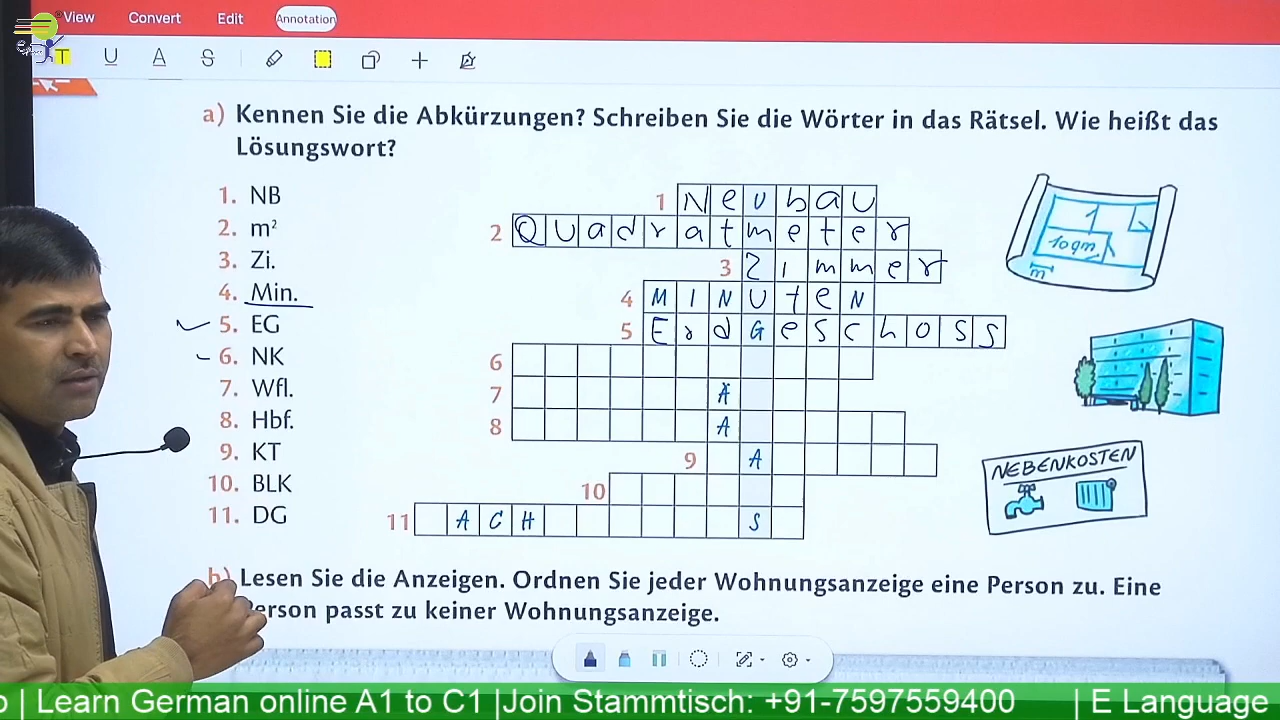 View Convert Edit Annotation
T U A S
a) Kennen Sie die Abkürzungen? Schreiben Sie die Wörter in das Rätsel. Wie heißt das
Lösungswort?
1. NB
2. m²
3. Zi.
4. Min.
5. EG
6. NK
7. Wfl.
8. Hbf.
9. KT
10. BLK
11. DG
1 Neubau
2 Quadratmeter
3 Zimmer
4 MINUteN
5 ErdGeschoss
6
7 A
8 A
9 A
10
11 ACH S
1
10qm
m
NEBENKOSTEN
b) Lesen Sie die Anzeigen. Ordnen Sie jeder Wohnungsanzeige eine Person zu. Eine
Person passt zu keiner Wohnungsanzeige.
| Learn German online A1 to C1 |Join Stammtisch: +91-7597559400 | E Language